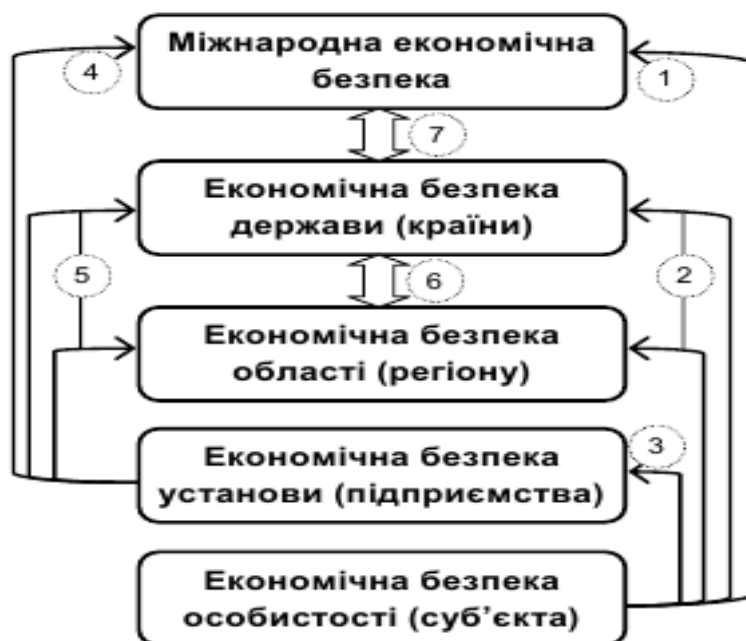 Міжнародна економічна
безпека
4
1
7
Економічна безпека
держави (країни)
5
6
2
Економічна безпека
області (регіону)
Економічна безпека
установи (підприємства)
3
Економічна безпека
особистості (суб’єкта)